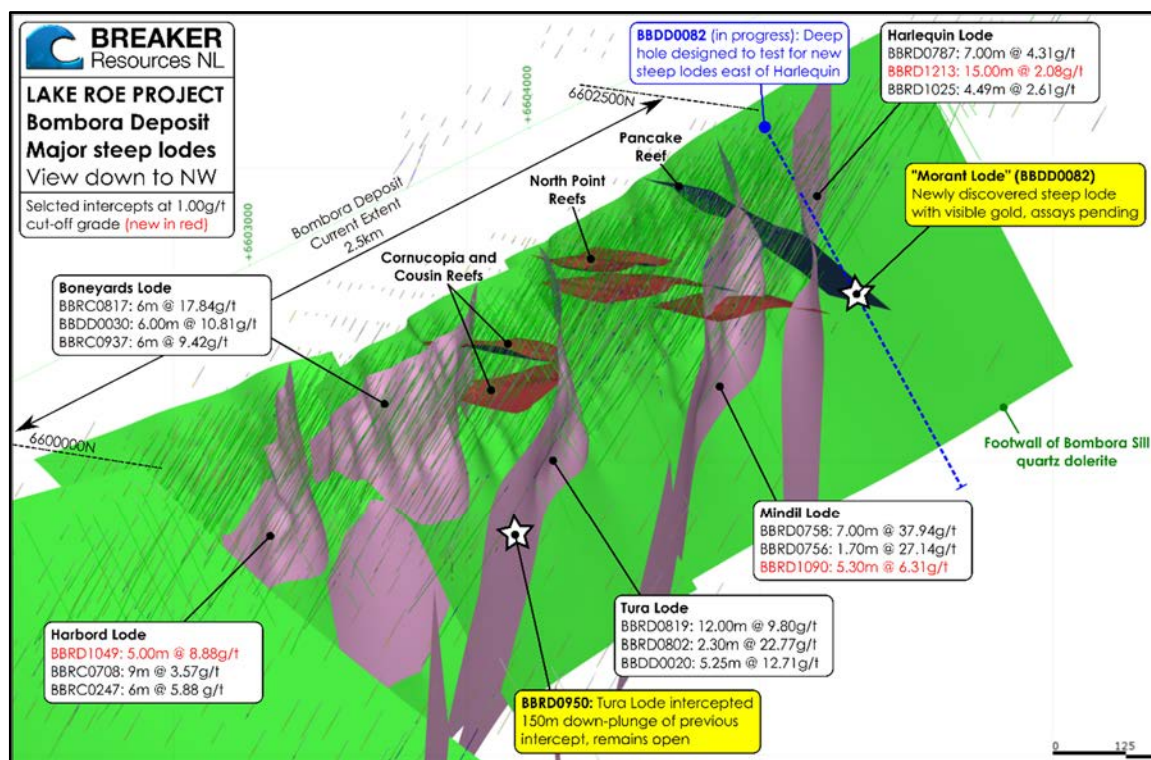 BREAKER
Resources NL
LAKE ROE PROJECT
Bombora Deposit
Major steep lodes
View down to NW
Selcted intercepts at 1.00g/t
cut-off grade (new in red)
BBDD0082 (in progress): Deep
hole designed to test for new
steep lodes east of Harlequin
Harlequin Lode
BBRD0787: 7.00m @ 4.31g/t
BBRD1213: 15.00m @ 2.08g/t
BBRD1025: 4.49m @ 2.61g/t
+6604000
6602500N
Pancake
Reef
"Morant Lode" (BBDD0082)
Newly discovered steep lode
with visible gold, assays pending
North Point
Reefs
+6603000
Bombora Deposit
Current Extent
2.5km
Cornucopia and
Cousin Reefs
Boneyards Lode
BBRC0817: 6m @ 17.84g/t
BBDD0030: 6.00m @ 10.81g/t
BBRC0937: 6m @ 9.42g/t
6600000N
Footwall of Bombora Sill
quartz dolerite
Mindil Lode
BBRD0758: 7.00m @ 37.94g/t
BBRD0756: 1.70m @ 27.14g/t
BBRD1090: 5.30m @ 6.31g/t
Tura Lode
BBRD0819: 12.00m @ 9.80g/t
BBRD0802: 2.30m @ 22.77g/t
BBDD0020: 5.25m @ 12.71g/t
Harbord Lode
BBRD1049: 5.00m @ 8.88g/t
BBRC0708: 9m @ 3.57g/t
BBRC0247: 6m @ 5.88 g/t
BBRD0950: Tura Lode intercepted
150m down-plunge of previous
intercept, remains open
0 125